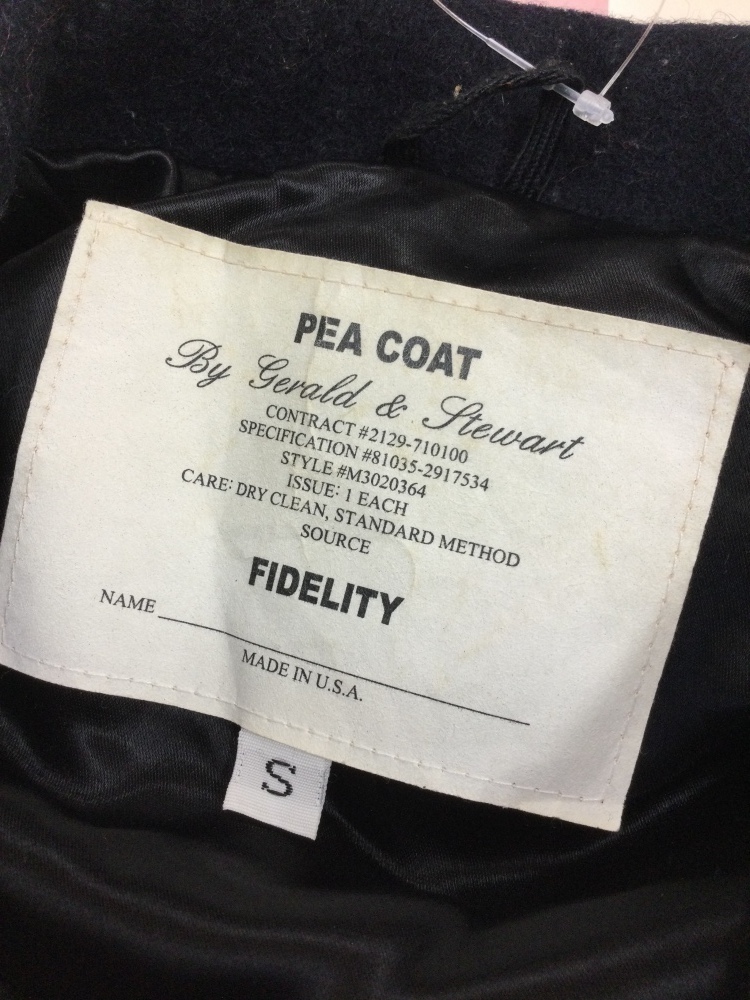 PEA COAT
By Gerald & Stewart
CONTRACT #2129-710100
SPECIFICATION #81035-2917534
STYLE #M3020364
ISSUE: 1 EACH
CARE: DRY CLEAN, STANDARD METHOD
SOURCE
FIDELITY
NAME
MADE IN U.S.A.
S